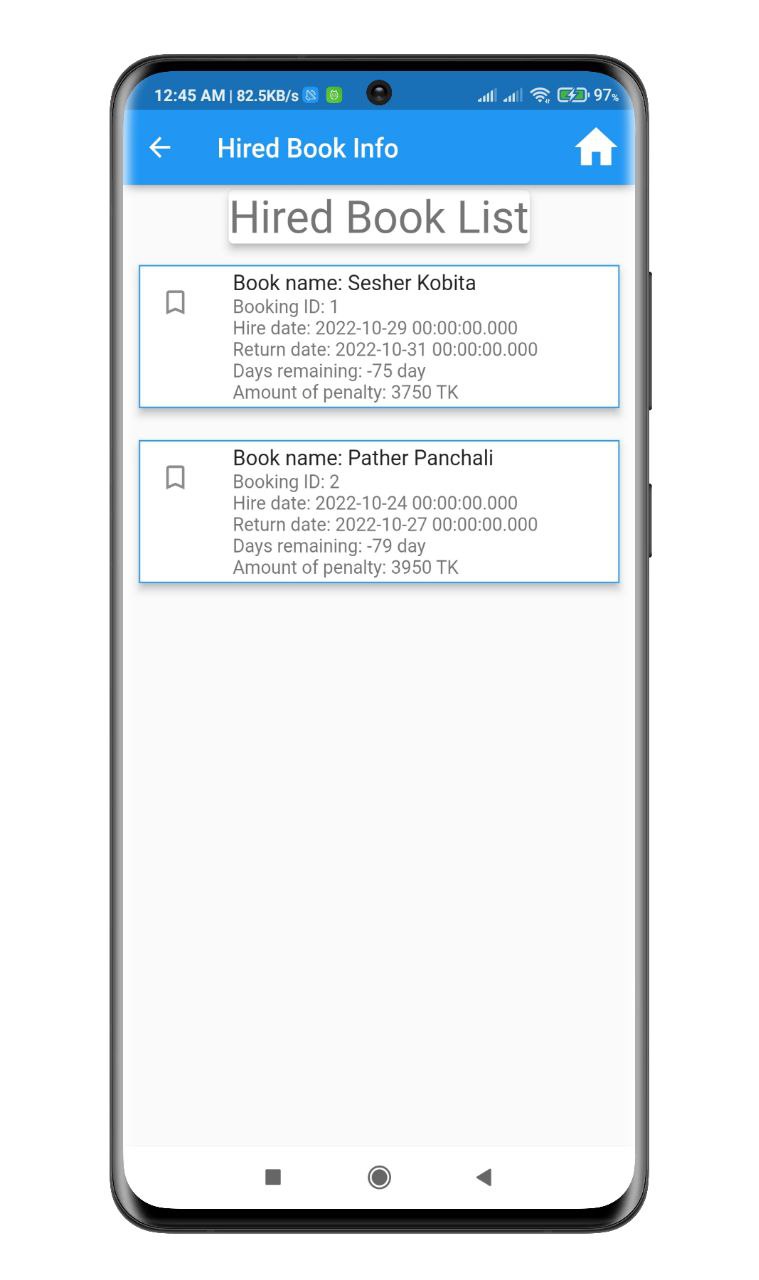 12:45 AM | 82.5KB/s 97%
Hired Book Info
Hired Book List
Book name: Sesher Kobita
Booking ID: 1
Hire date: 2022-10-29 00:00:00.000
Return date: 2022-10-31 00:00:00.000
Days remaining: -75 day
Amount of penalty: 3750 TK
Book name: Pather Panchali
Booking ID: 2
Hire date: 2022-10-24 00:00:00.000
Return date: 2022-10-27 00:00:00.000
Days remaining: -79 day
Amount of penalty: 3950 TK